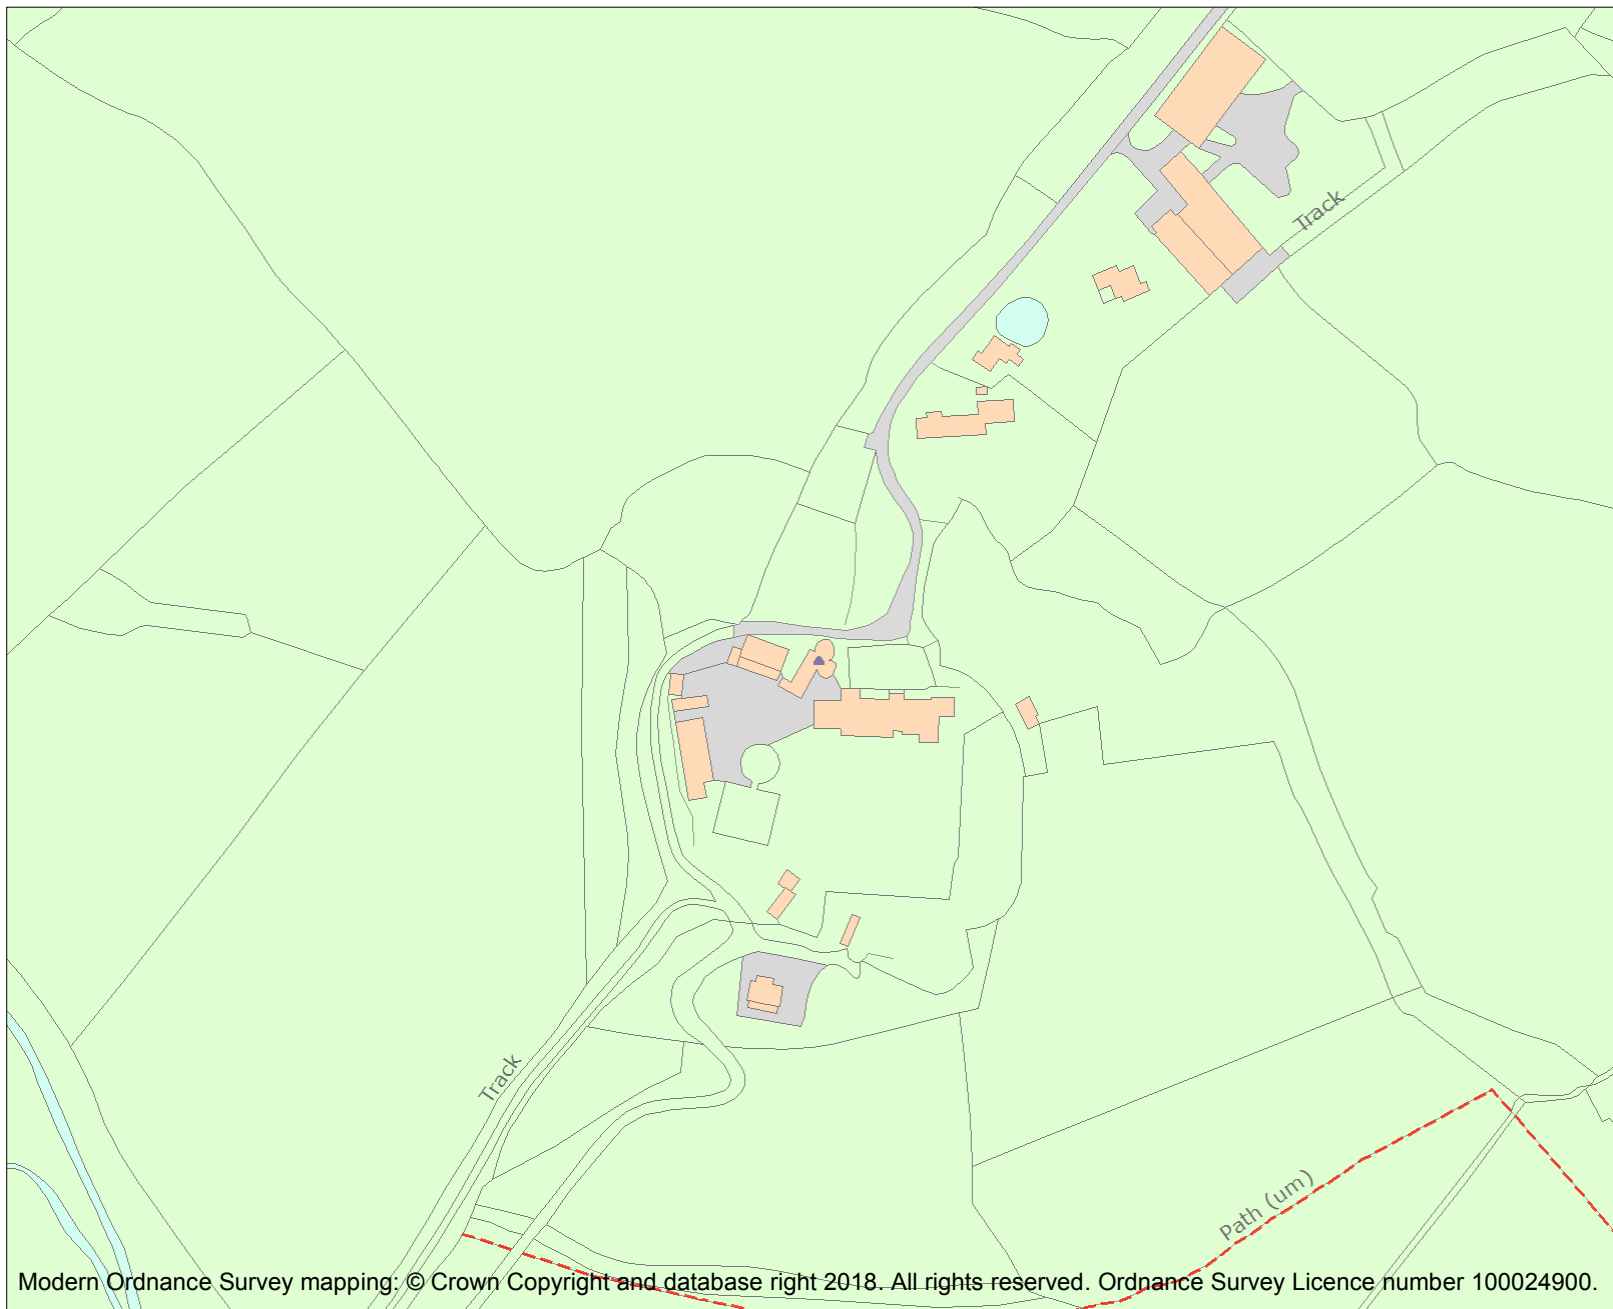 Track
Track
Path (um)
Modern Ordnance Survey mapping: © Crown Copyright and database right 2018. All rights reserved. Ordnance Survey Licence number 100024900.